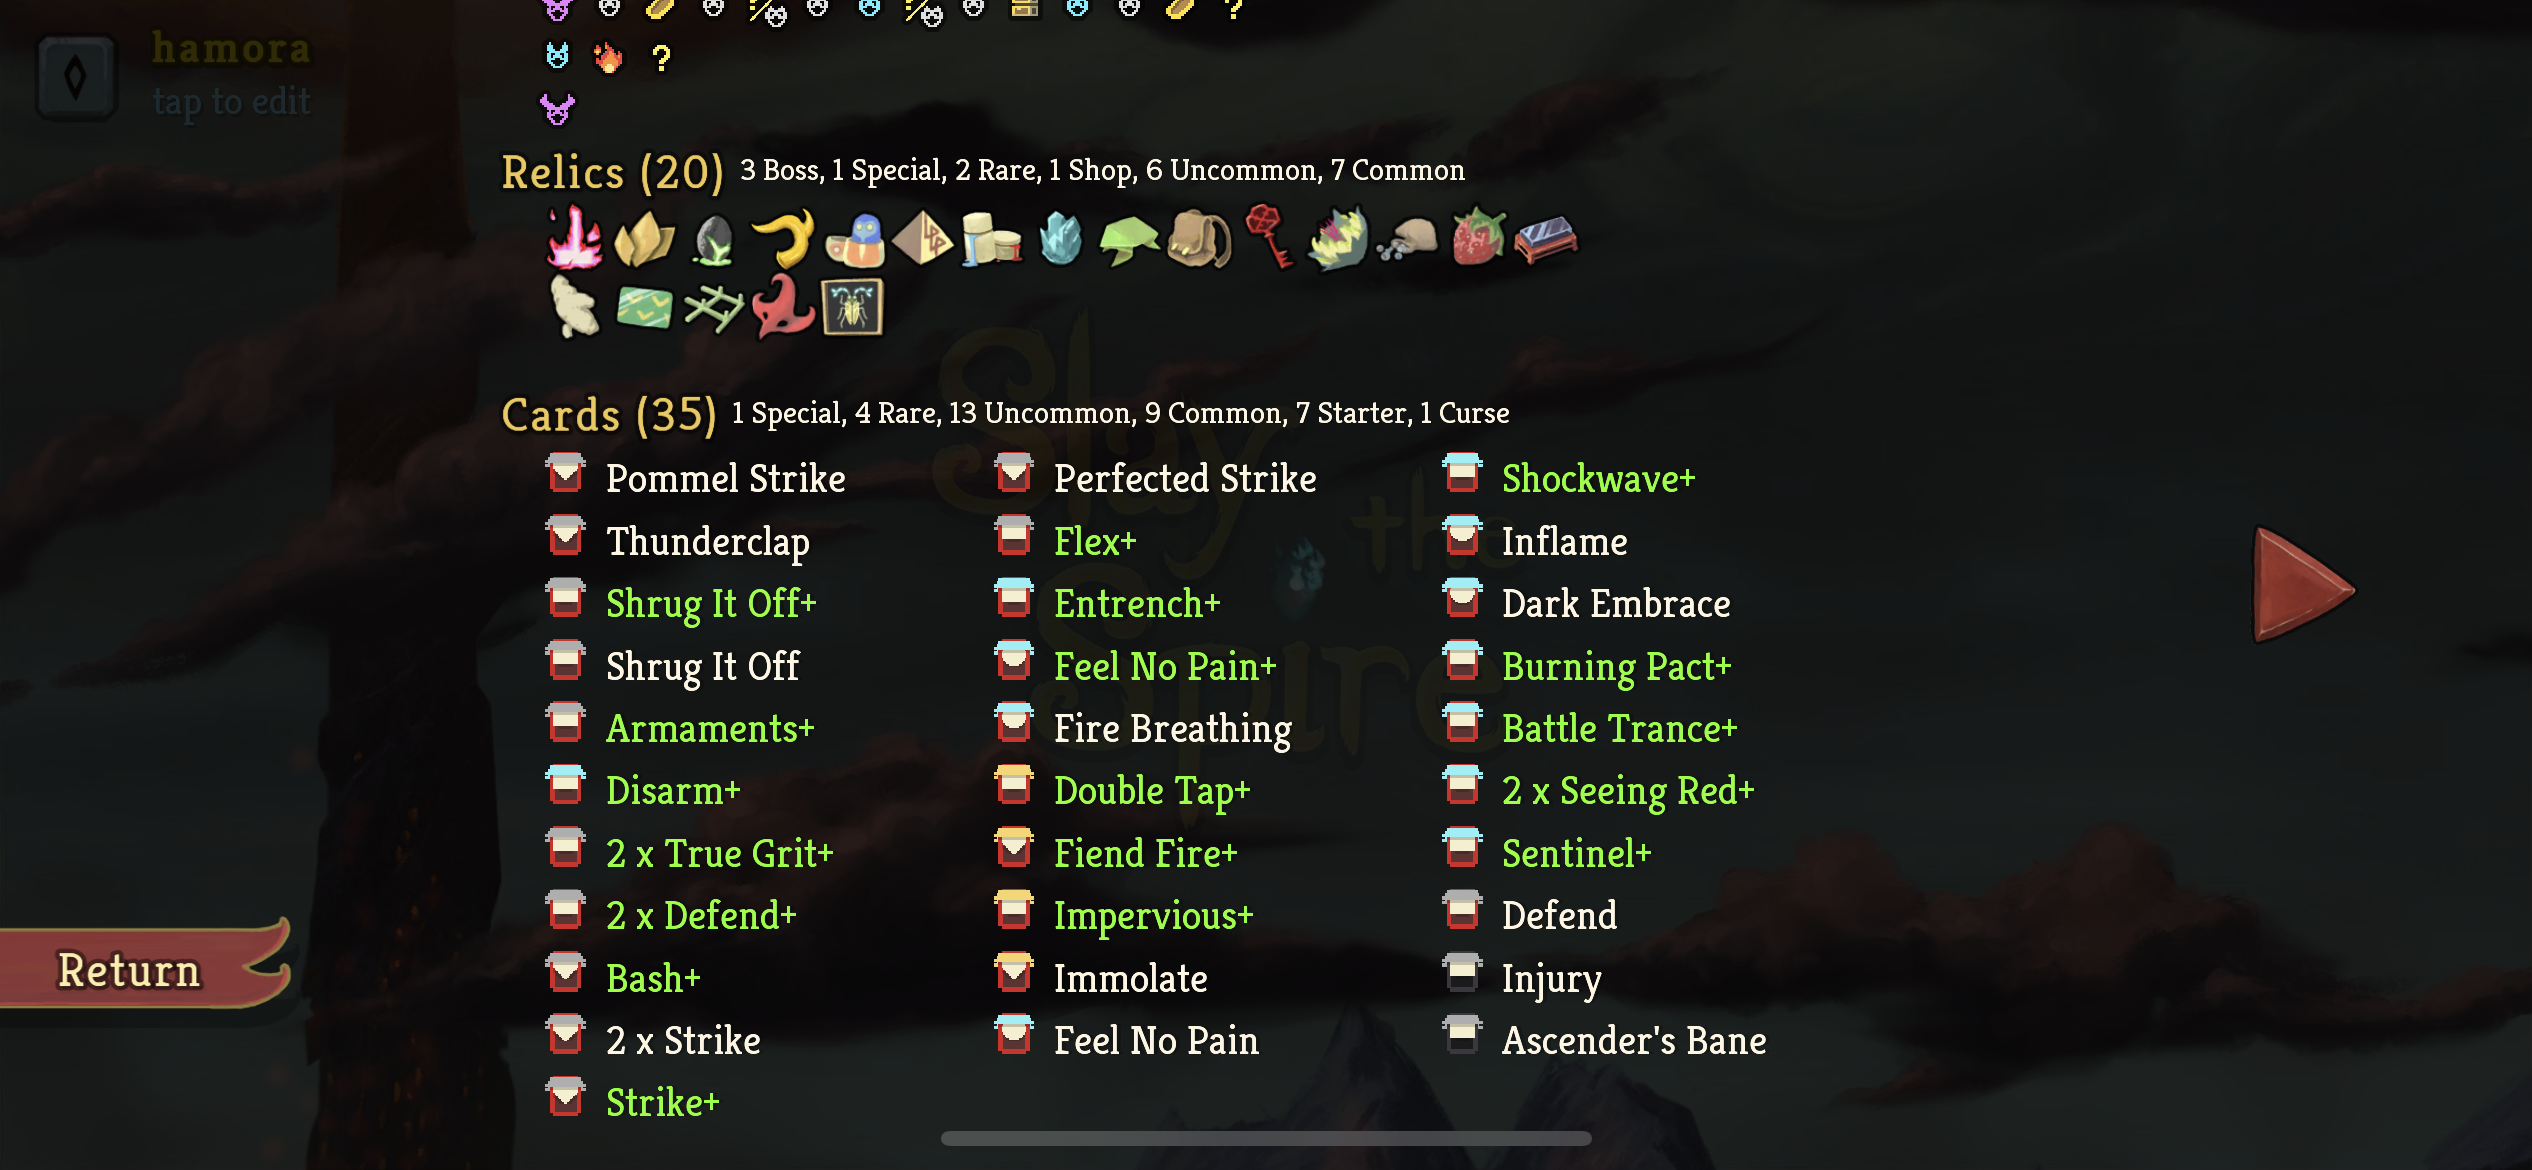 hamora
tap to edit
Relics (20) 3 Boss, 1 Special, 2 Rare, 1 Shop, 6 Uncommon, 7 Common
Cards (35) 1 Special, 4 Rare, 13 Uncommon, 9 Common, 7 Starter, 1 Curse
Slay the Spire
Pommel Strike Perfected Strike Shockwave+
Thunderclap Flex+ Inflame
Shrug It Off+ Entrench+ Dark Embrace
Shrug It Off Feel No Pain+ Burning Pact+
Armaments+ Fire Breathing Battle Trance+
Disarm+ Double Tap+ 2 x Seeing Red+
2 x True Grit+ Fiend Fire+ Sentinel+
2 x Defend+ Impervious+ Defend
Bash+ Immolate Injury
2 x Strike Feel No Pain Ascender's Bane
Strike+
Return